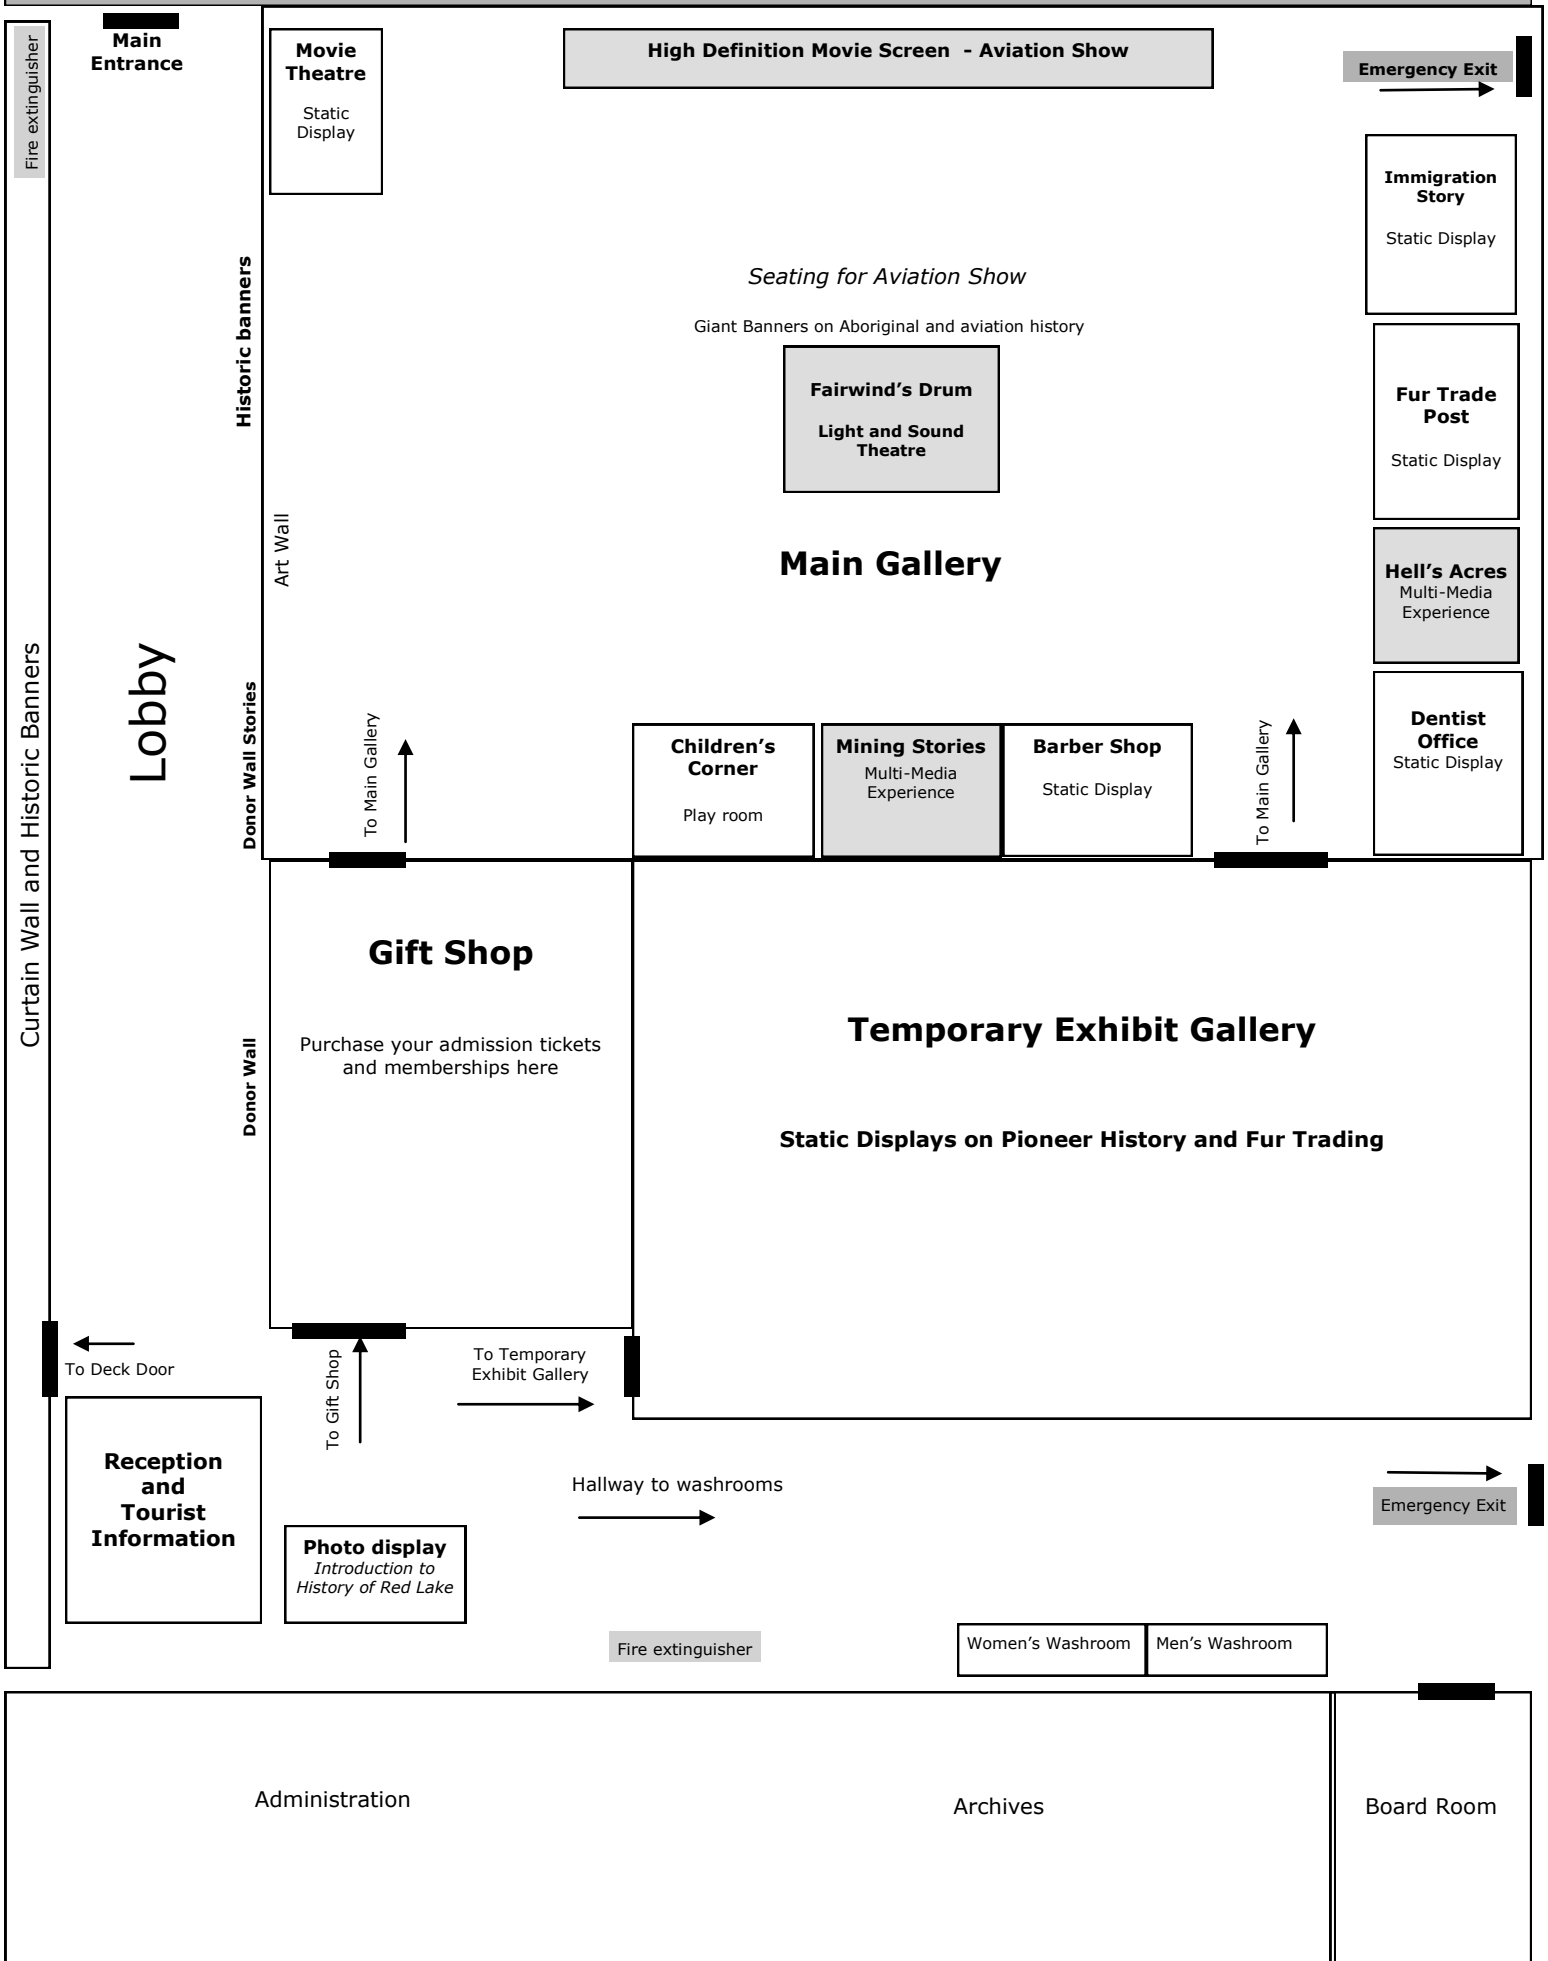 Main
Entrance
Fire extinguisher
Movie
Theatre
Static
Display
High Definition Movie Screen - Aviation Show
Emergency Exit
Immigration
Story
Static Display
Historic banners
Seating for Aviation Show
Giant Banners on Aboriginal and aviation history
Fairwind’s Drum
Light and Sound
Theatre
Fur Trade
Post
Static Display
Art Wall
Main Gallery
Hell’s Acres
Multi-Media
Experience
Curtain Wall and Historic Banners
Lobby
Donor Wall Stories
To Main Gallery
Children’s
Corner
Play room
Mining Stories
Multi-Media
Experience
Barber Shop
Static Display
To Main Gallery
Dentist
Office
Static Display
Gift Shop
Purchase your admission tickets
and memberships here
Donor Wall
Temporary Exhibit Gallery
Static Displays on Pioneer History and Fur Trading
To Deck Door
To Gift Shop
To Temporary
Exhibit Gallery
Reception
and
Tourist
Information
Hallway to washrooms
Emergency Exit
Photo display
Introduction to
History of Red Lake
Fire extinguisher
Women’s Washroom
Men’s Washroom
Administration
Archives
Board Room